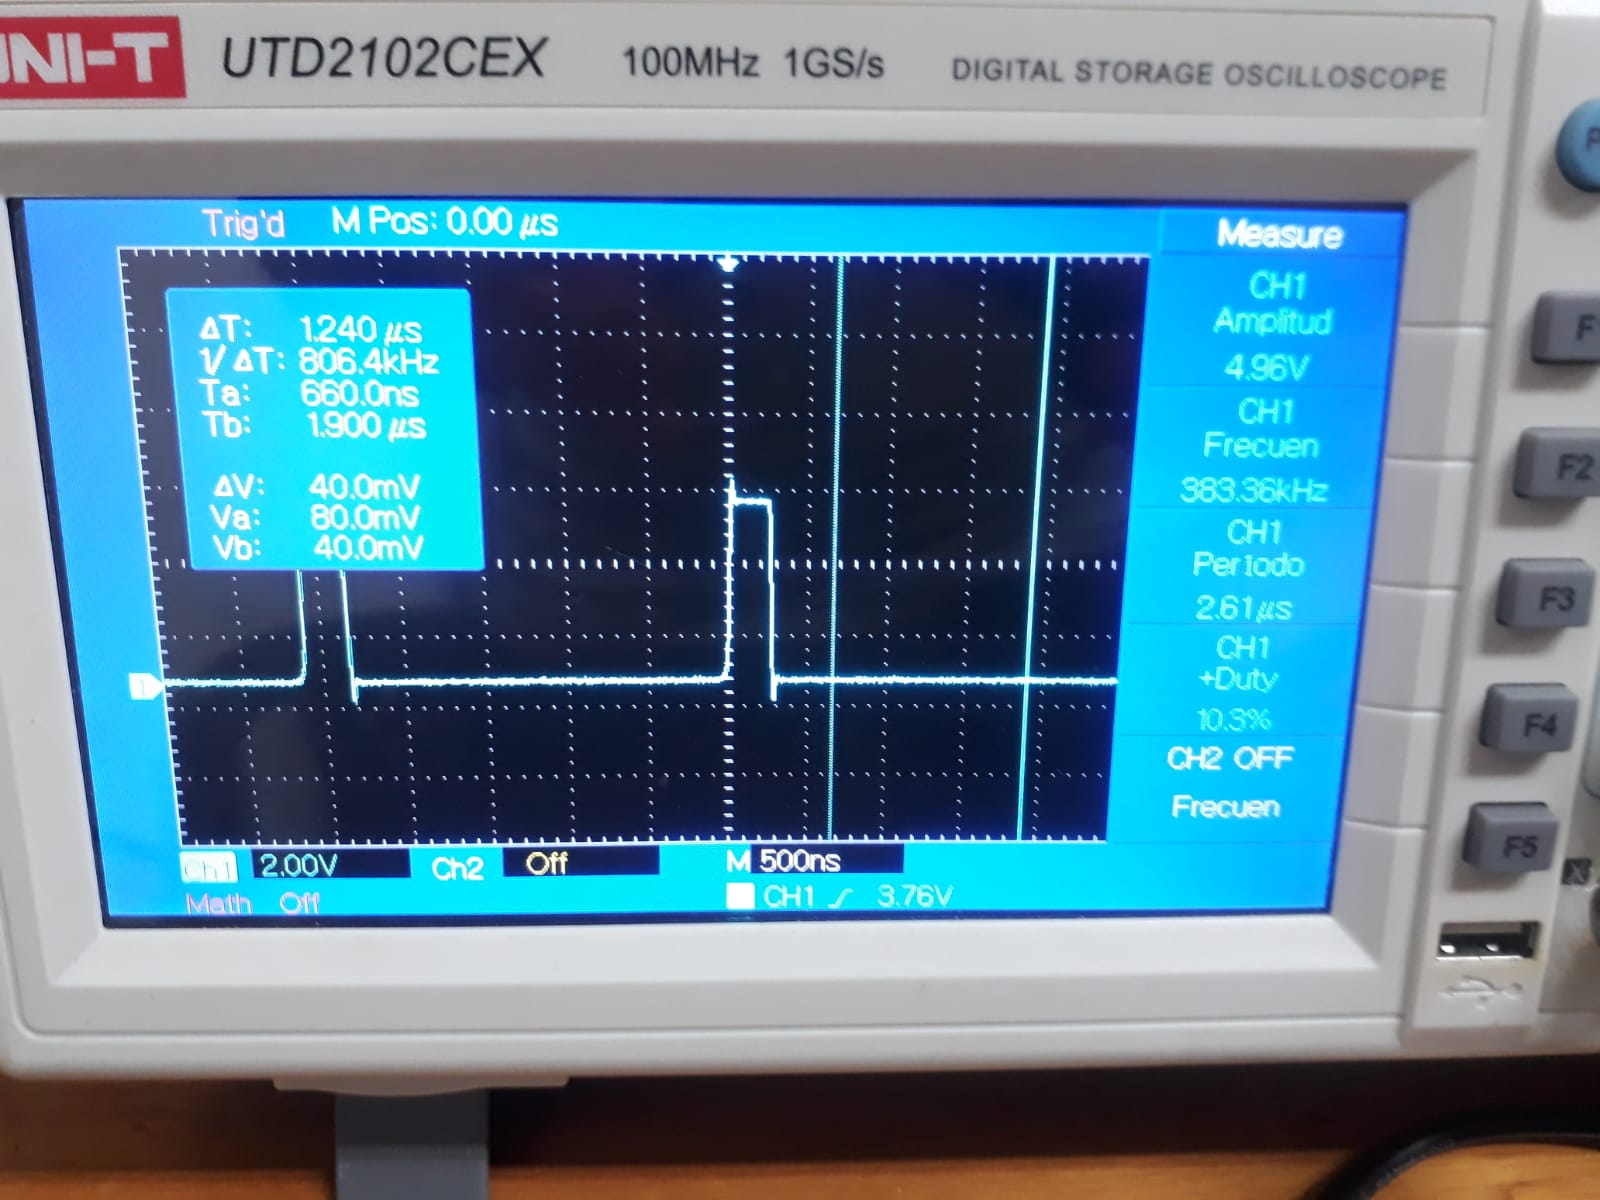 UNI-T UTD2102CEX 100MHz 1GS/s DIGITAL STORAGE OSCILLOSCOPE
Trig'd M Pos: 0.00 µs
Measure
ΔT: 1.240 µs
1/ΔT: 806.4kHz
Ta: 660.0ns
Tb: 1.900 µs
ΔV: 40.0mV
Va: 80.0mV
Vb: 40.0mV
CH1
Amplitud
4.96V
CH1
Frecuen
383.36kHz
CH1
Periodo
2.61µs
CH1
+Duty
10.3%
CH2 OFF
Frecuen
1
Ch1 2.00V Ch2 Off M 500ns
Math Off CH1 3.76V
F2
F3
F4
F5